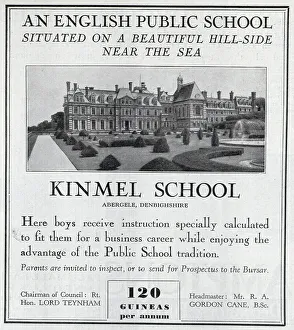 AN ENGLISH PUBLIC SCHOOL
SITUATED ON A BEAUTIFUL HILL-SIDE
NEAR THE SEA
KINMEL SCHOOL
ABERGELE, DENBIGHSHIRE
Here boys receive instruction specially calculated
to fit them for a business career while enjoying the
advantage of the Public School tradition.
Parents are invited to inspect, or to send for Prospectus to the Bursar.
Chairman of Council: Rt.
Hon. LORD TEYNHAM
120
GUINEAS
per annum
Headmaster: Mr. R. A.
GORDON CANE, B.Sc.